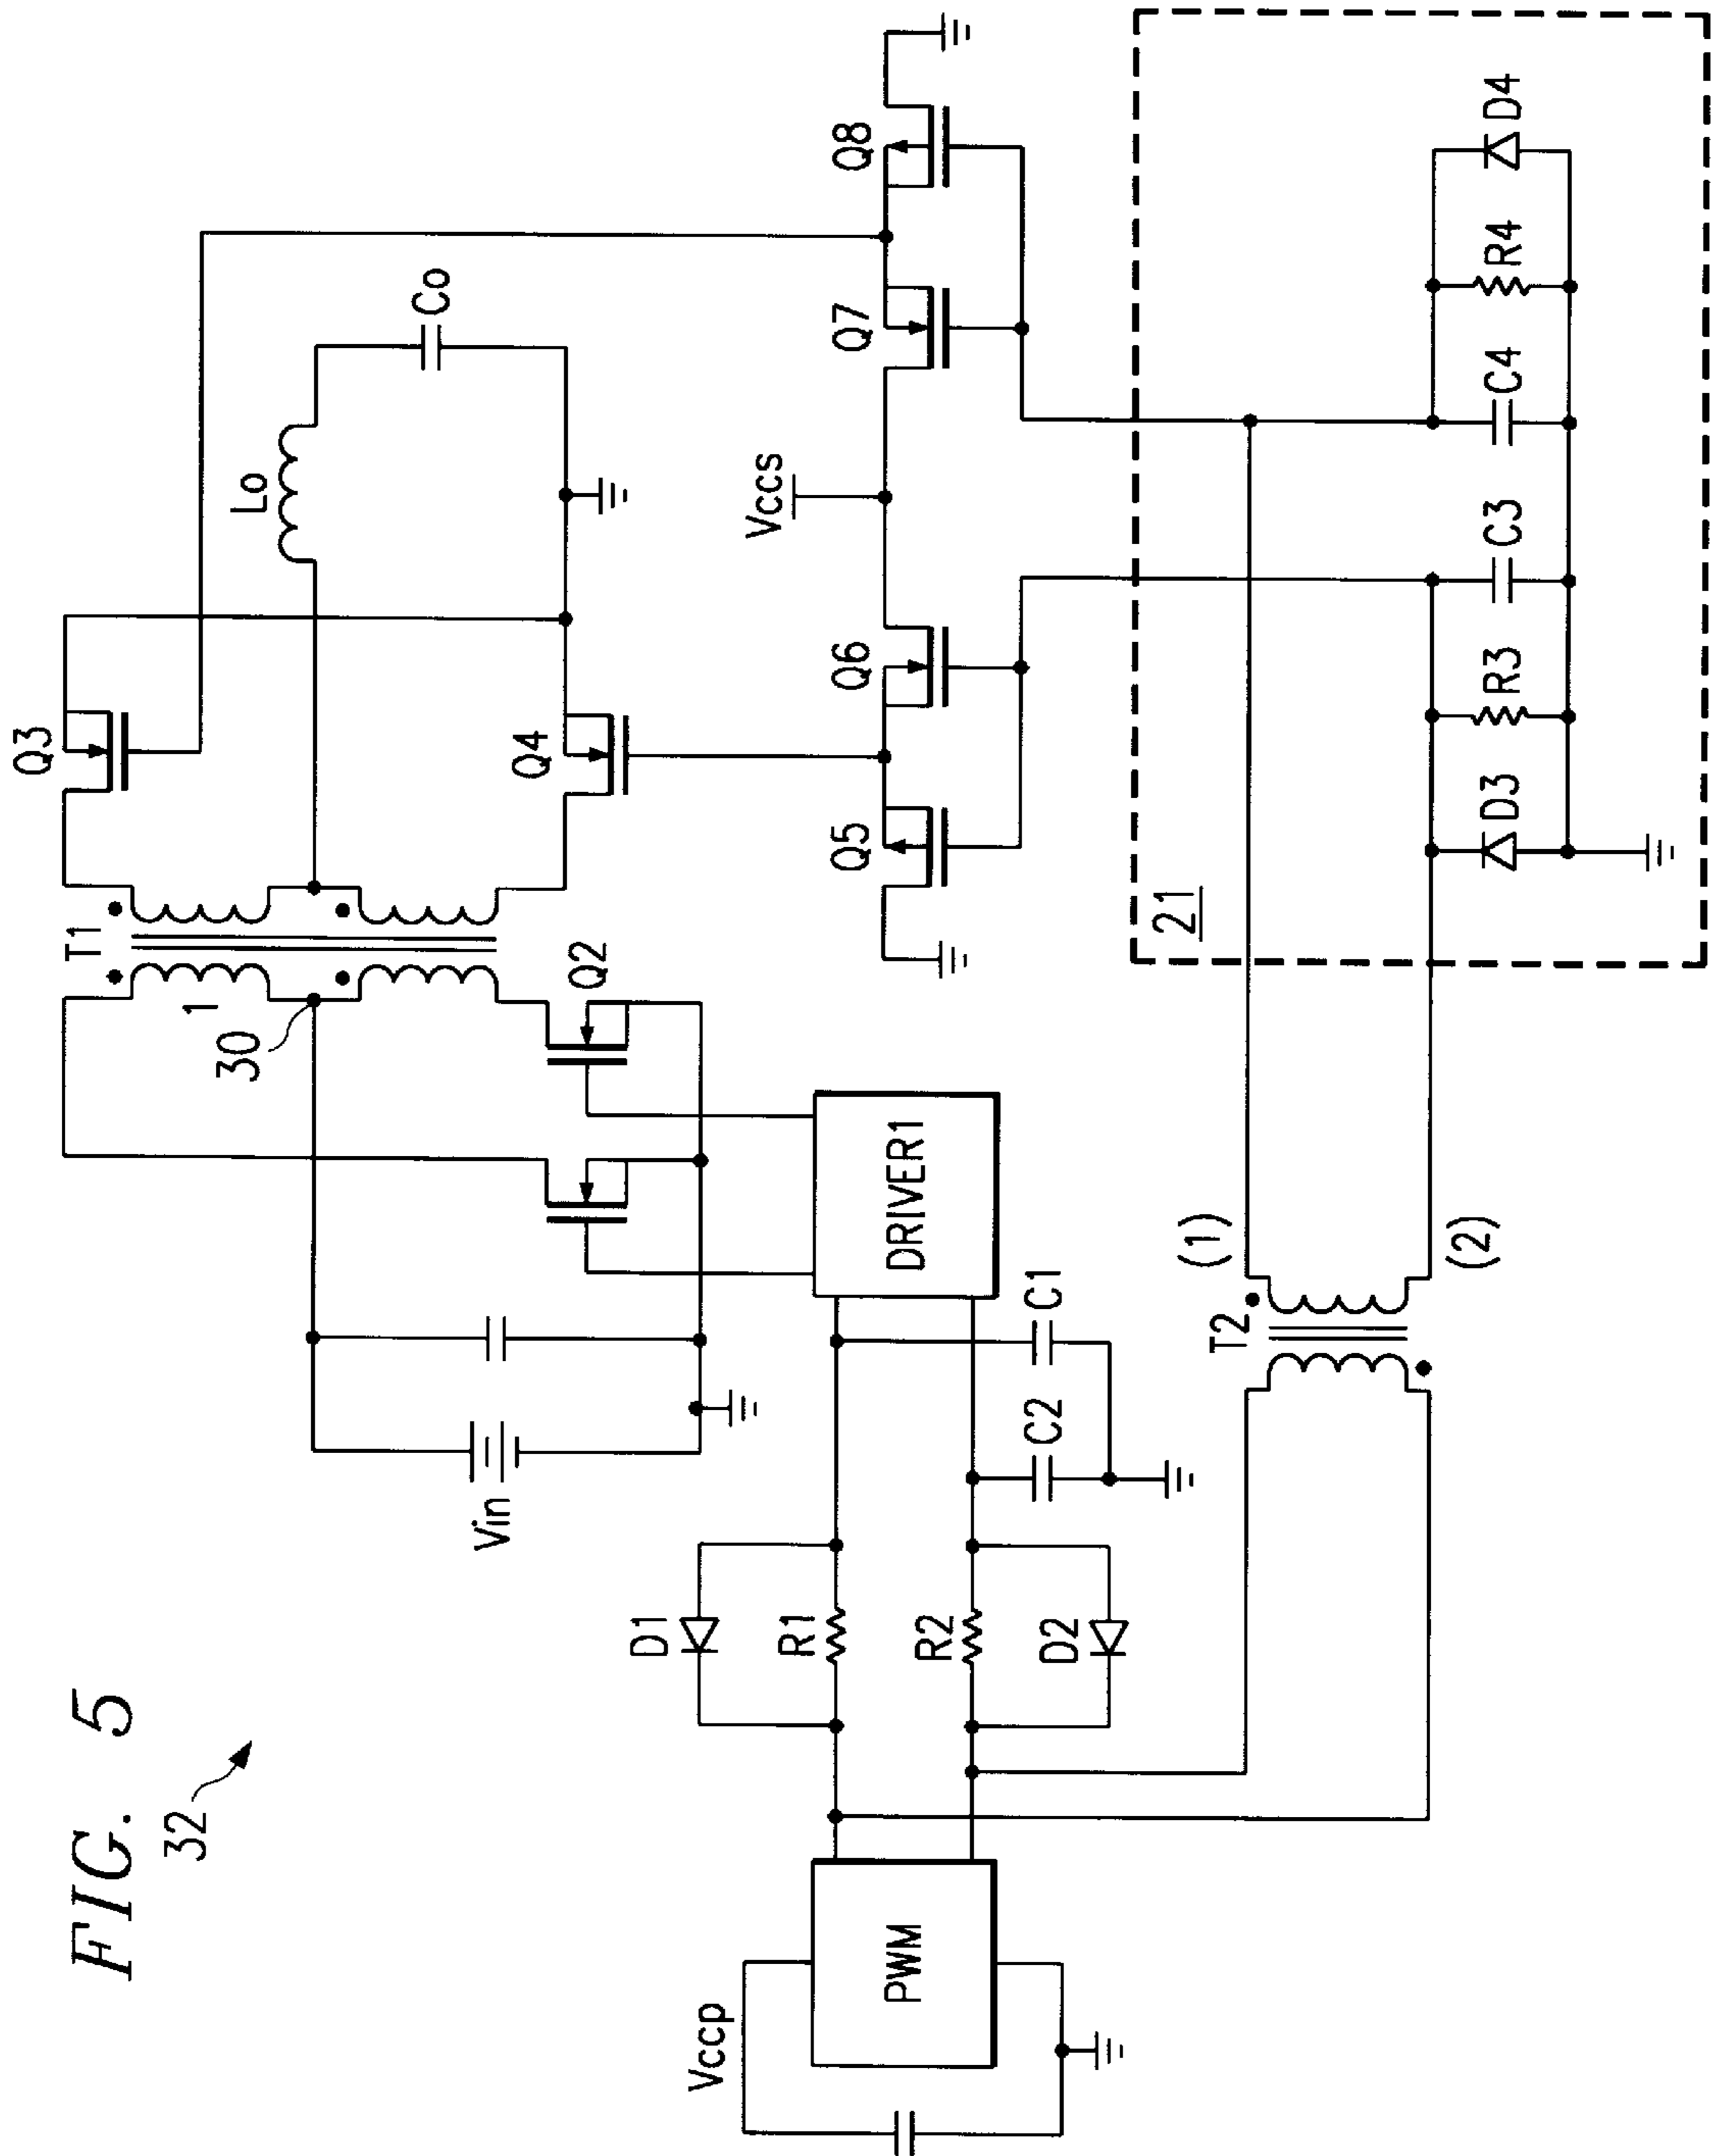 FIG. 5
32
Vccp
PWM
D1
R1
R2
D2
Vin
C2
C1
DRIVER1
30
1
T1
Q2
Q3
Q4
Lo
Co
Q5
Q6
Vccs
Q7
Q8
T2
(1)
(2)
21
D3
R3
C3
C4
R4
D4